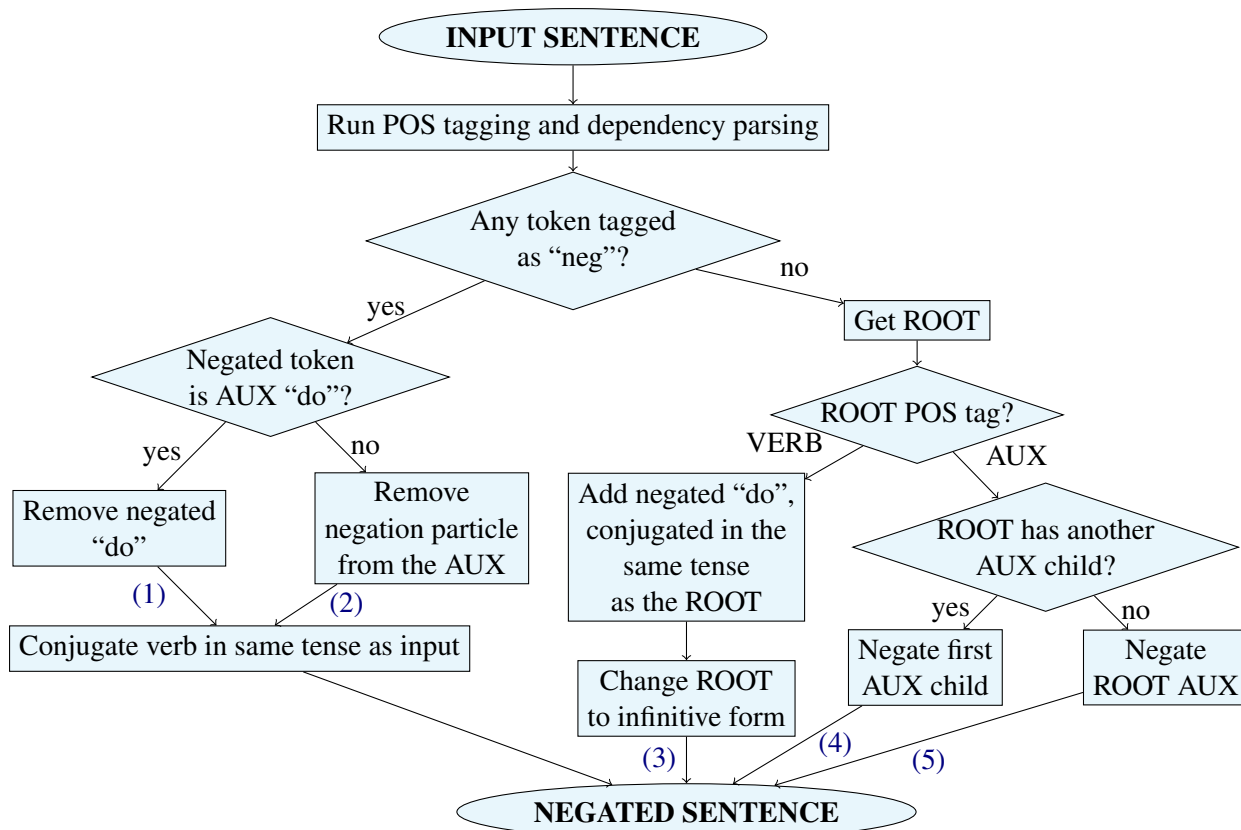 INPUT SENTENCE
Run POS tagging and dependency parsing
Any token tagged
as “neg”?
yes
no
Negated token
is AUX “do”?
yes
no
Remove negated
“do”
Remove
negation particle
from the AUX
(1)
(2)
Conjugate verb in same tense as input
Get ROOT
ROOT POS tag?
VERB
AUX
Add negated “do”,
conjugated in the
same tense
as the ROOT
Change ROOT
to infinitive form
ROOT has another
AUX child?
yes
no
Negate first
AUX child
Negate
ROOT AUX
(3)
(4)
(5)
NEGATED SENTENCE